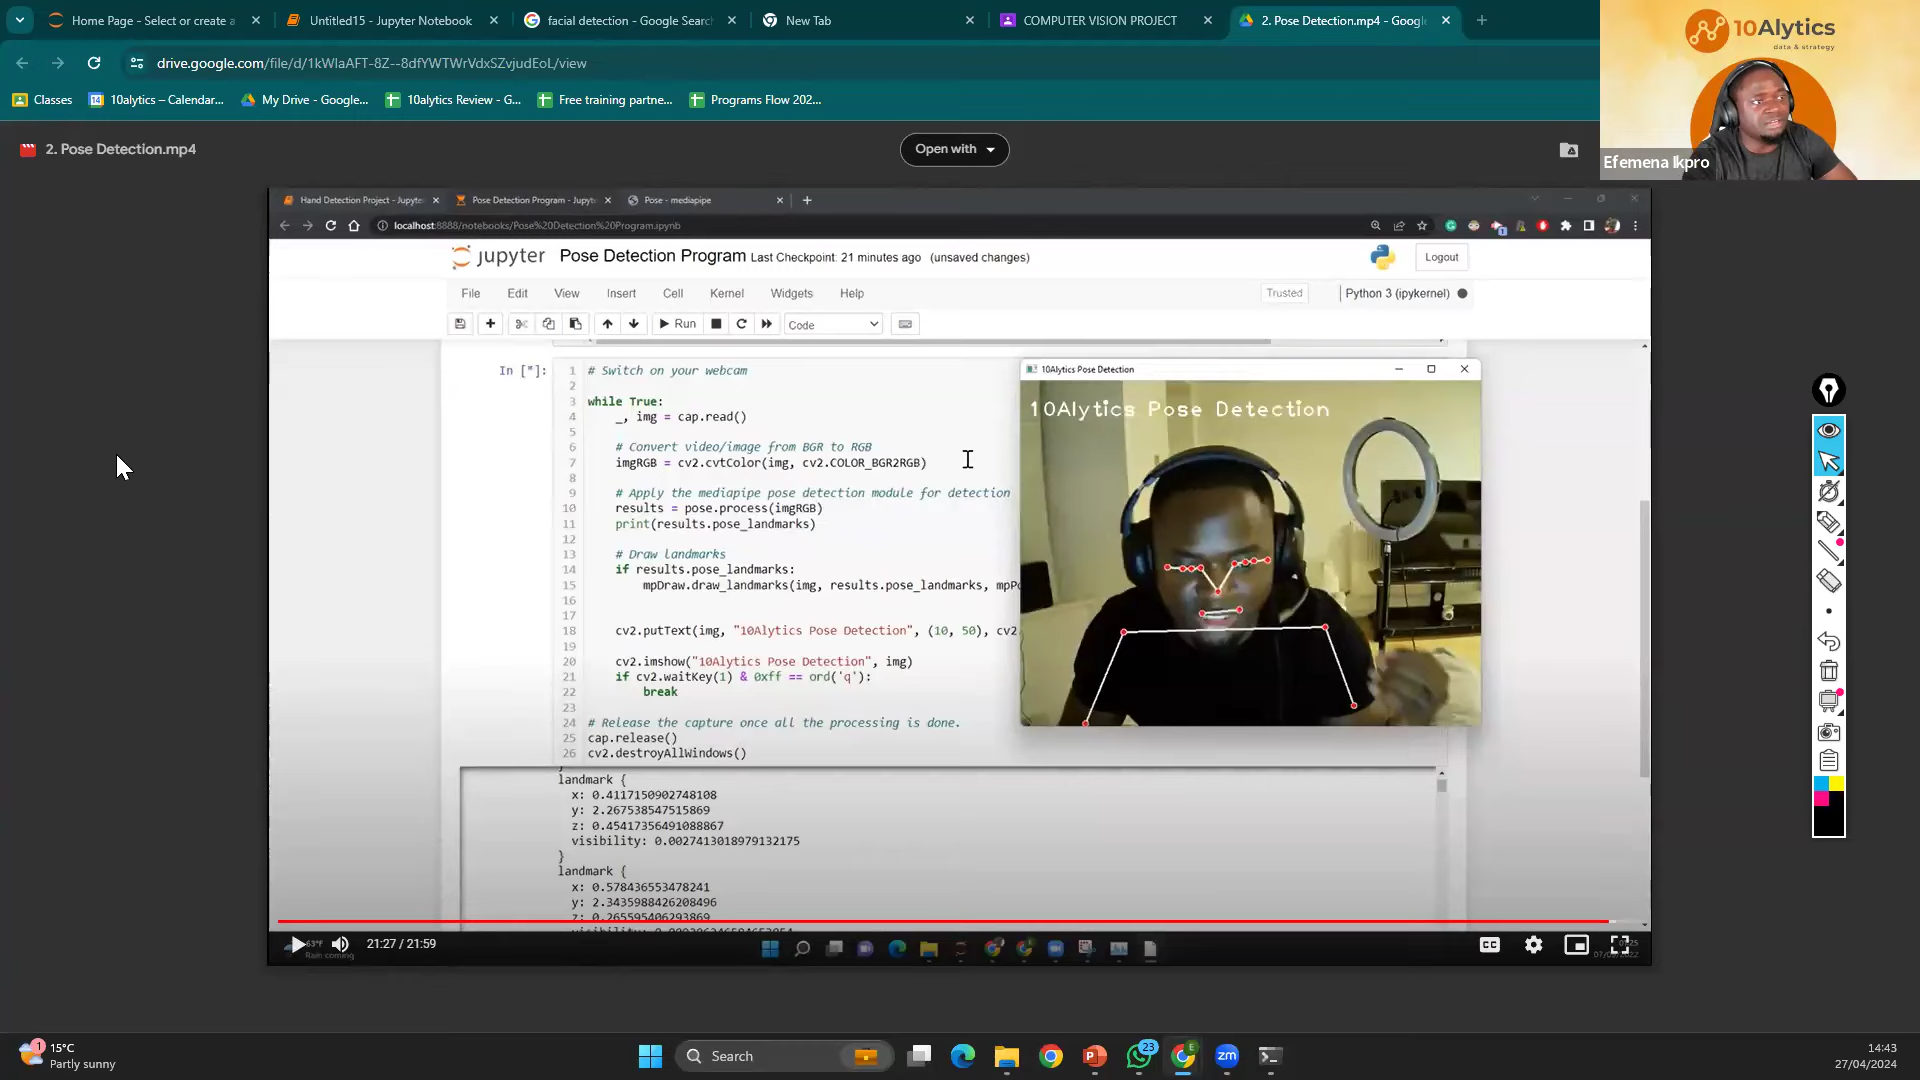 Home Page - Select or create a
Untitled15 - Jupyter Notebook
facial detection - Google Search
New Tab
COMPUTER VISION PROJECT
2. Pose Detection.mp4 - Google
drive.google.com/file/d/1kWlaAFT-8Z--8dfYWTWrVdxSZvjudEoL/view
Classes
10alytics – Calendar...
My Drive - Google...
10alytics Review - G...
Free training partne...
Programs Flow 202...
10Alytics
data & strategy
Efemena Ikpro
2. Pose Detection.mp4
Open with
Hand Detection Project - Jupyte
Pose Detection Program - Jupyte
Pose - mediapipe
localhost:8888/notebooks/Pose%20Detection%20Program.ipynb
jupyter Pose Detection Program Last Checkpoint: 21 minutes ago (unsaved changes)
Logout
File Edit View Insert Cell Kernel Widgets Help
Trusted
Python 3 (ipykernel)
Run
Code
In [*]:
1 # Switch on your webcam
2
3 while True:
4 _, img = cap.read()
5
6 # Convert video/image from BGR to RGB
7 imgRGB = cv2.cvtColor(img, cv2.COLOR_BGR2RGB)
8
9 # Apply the mediapipe pose detection module for detection
10 results = pose.process(imgRGB)
11 print(results.pose_landmarks)
12
13 # Draw landmarks
14 if results.pose_landmarks:
15 mpDraw.draw_landmarks(img, results.pose_landmarks, mpPo
16
17
18 cv2.putText(img, "10Alytics Pose Detection", (10, 50), cv2.
19
20 cv2.imshow("10Alytics Pose Detection", img)
21 if cv2.waitKey(1) & 0xff == ord('q'):
22 break
23
24 # Release the capture once all the processing is done.
25 cap.release()
26 cv2.destroyAllWindows()
10Alytics Pose Detection
10Alytics Pose Detection
}
landmark {
x: 0.4117150902748108
y: 2.267538547515869
z: 0.45417356491088867
visibility: 0.0027413018979132175
}
landmark {
x: 0.578436553478241
y: 2.3435988426208496
z: 0.265595406293869
21:27 / 21:59
63°F
Rain coming
CC
15°C
Partly sunny
Search
23
14:43
27/04/2024